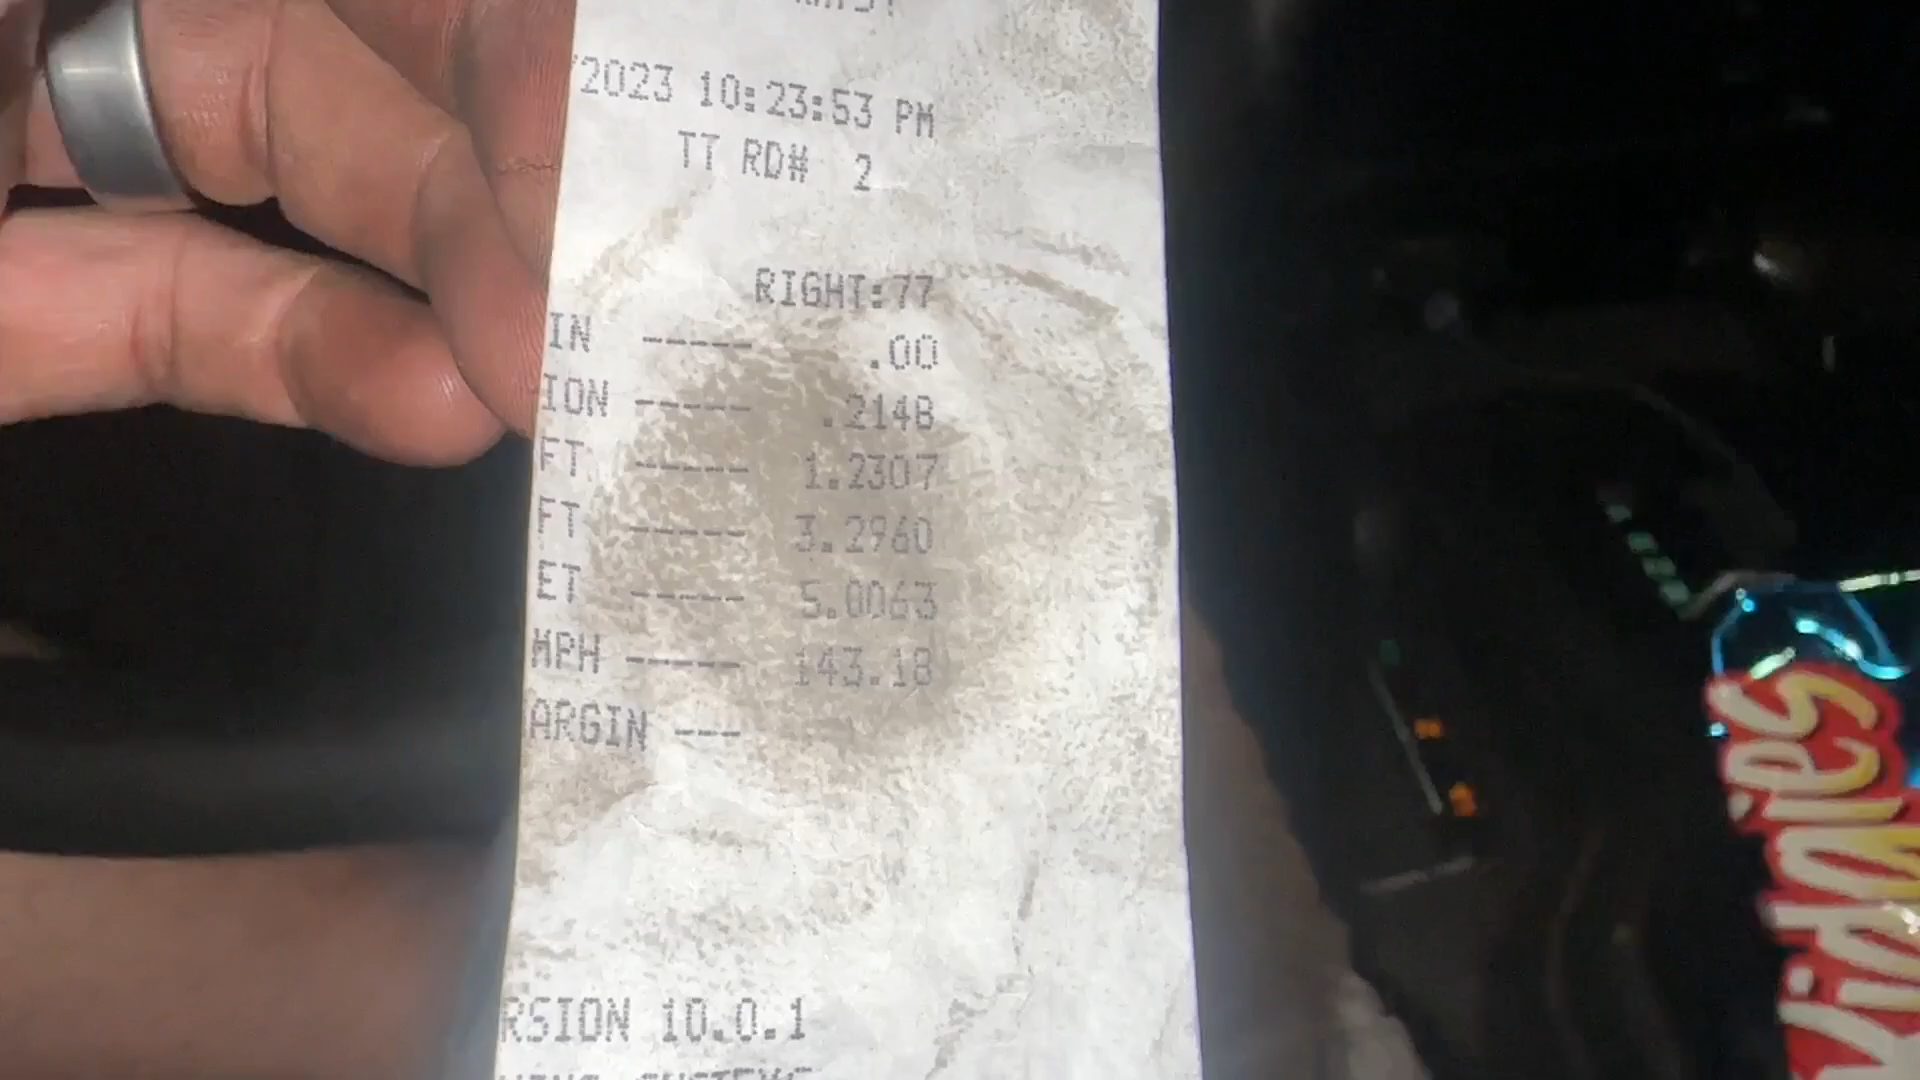 2023 10:23:53 PM
TT RD# 2
RIGHT:77
IN ----- .00
ION ----- .2148
FT ----- 1.2307
FT ----- 3.2960
ET ----- 5.0063
MPH ----- 143.18
ARGIN ---
RSION 10.0.1